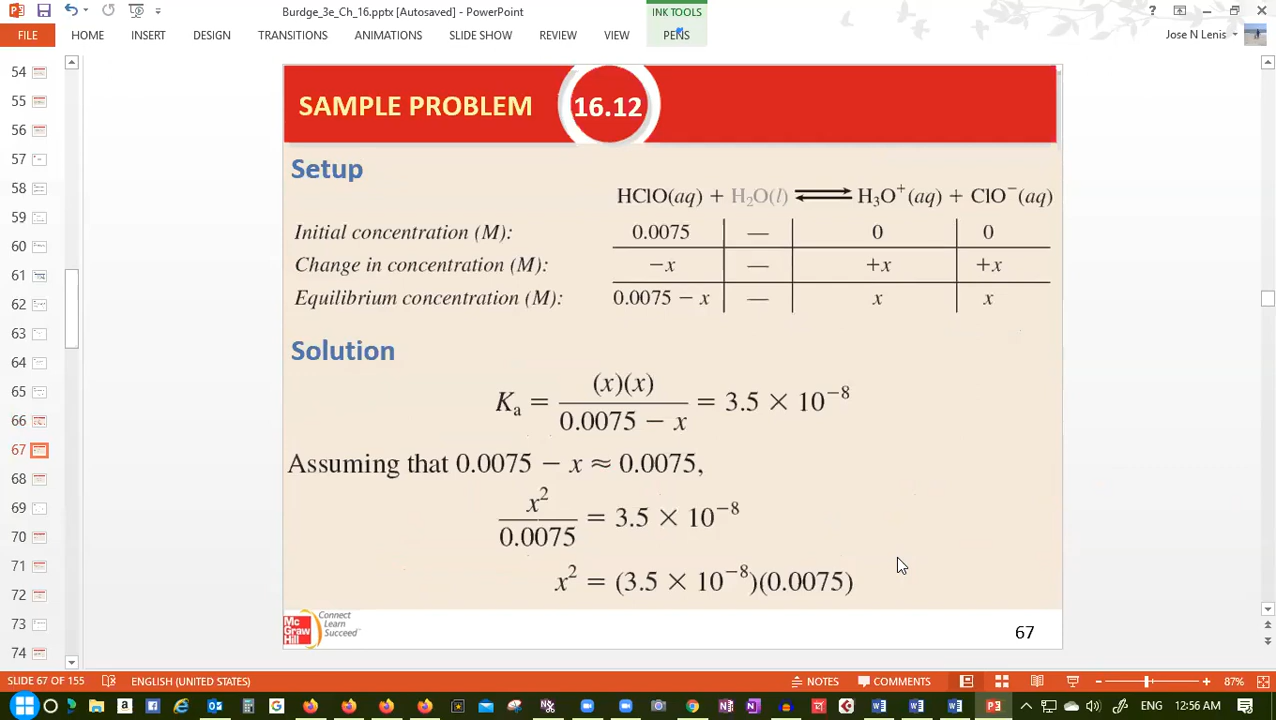 Burdge_3e_Ch_16.pptx [Autosaved] - PowerPoint
INK TOOLS
?
FILE HOME INSERT DESIGN TRANSITIONS ANIMATIONS SLIDE SHOW REVIEW VIEW PENS
Jose N Lenis
54
55
56
57
58
59
60
61
62
63
64
65
66
67
68
69
70
71
72
73
74
SAMPLE PROBLEM 16.12
Setup
HClO(aq) + H₂O(l) ⇌ H₃O⁺(aq) + ClO⁻(aq)
Initial concentration (M): 0.0075 — 0 0
Change in concentration (M): −x — +x +x
Equilibrium concentration (M): 0.0075 − x — x x
Solution
Kₐ = (x)(x) / 0.0075 − x = 3.5 × 10⁻⁸
Assuming that 0.0075 − x ≈ 0.0075,
x² / 0.0075 = 3.5 × 10⁻⁸
x² = (3.5 × 10⁻⁸)(0.0075)
Mc Graw Hill
Connect
Learn
Succeed™
67
SLIDE 67 OF 155 ENGLISH (UNITED STATES) NOTES COMMENTS 87%
12:56 AM